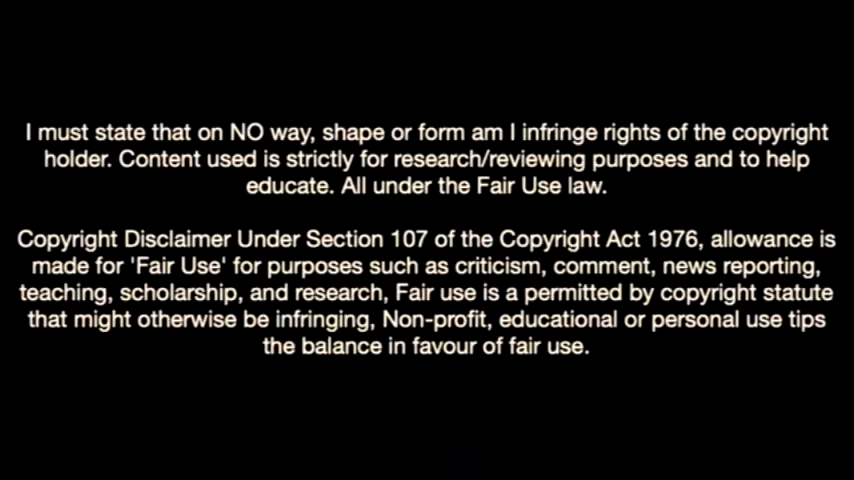 I must state that on NO way, shape or form am I infringe rights of the copyright
holder. Content used is strictly for research/reviewing purposes and to help
educate. All under the Fair Use law.
Copyright Disclaimer Under Section 107 of the Copyright Act 1976, allowance is
made for 'Fair Use' for purposes such as criticism, comment, news reporting,
teaching, scholarship, and research, Fair use is a permitted by copyright statute
that might otherwise be infringing, Non-profit, educational or personal use tips
the balance in favour of fair use.